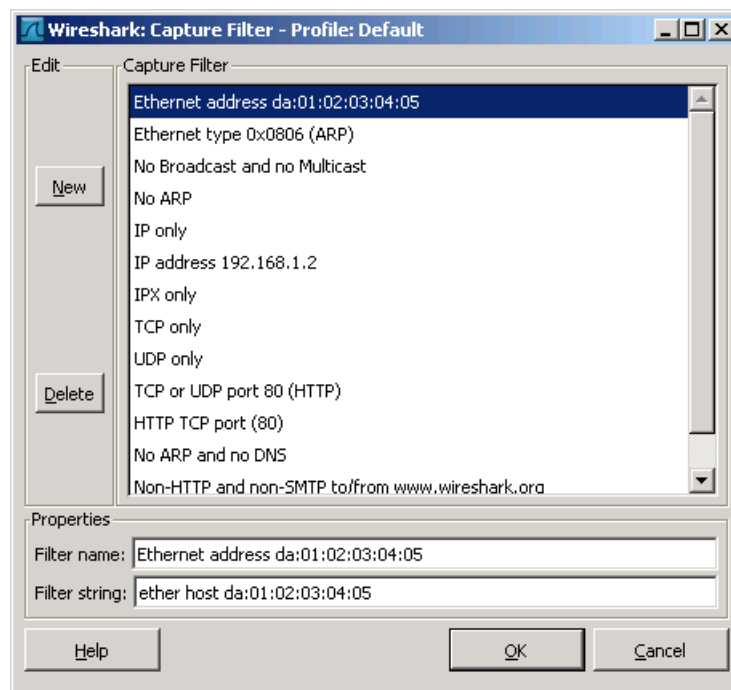 Wireshark: Capture Filter - Profile: Default
Edit
Capture Filter
Ethernet address da:01:02:03:04:05
Ethernet type 0x0806 (ARP)
No Broadcast and no Multicast
New
No ARP
IP only
IP address 192.168.1.2
IPX only
TCP only
UDP only
Delete
TCP or UDP port 80 (HTTP)
HTTP TCP port (80)
No ARP and no DNS
Non-HTTP and non-SMTP to/from www.wireshark.org
Properties
Filter name: Ethernet address da:01:02:03:04:05
Filter string: ether host da:01:02:03:04:05
Help
OK
Cancel